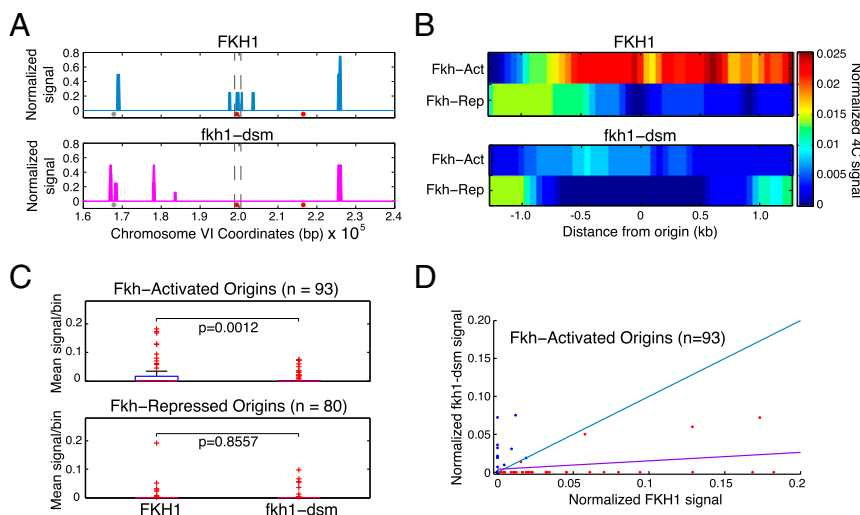 A
FKH1
Normalized signal
0.8
0.6
0.4
0.2
0
fkh1-dsm
Normalized signal
0.8
0.6
0.4
0.2
0
1.6 1.7 1.8 1.9 2.0 2.1 2.2 2.3 2.4
Chromosome VI Coordinates (bp) x 10^5
B
FKH1
Fkh-Act
Fkh-Rep
fkh1-dsm
Fkh-Act
Fkh-Rep
-1.0 -0.5 0 0.5 1.0
Distance from origin (kb)
0.025
0.02
0.015
0.01
0.005
0
Normalized 4C signal
C
Fkh-Activated Origins (n = 93)
Mean signal/bin
0.2
0.1
0
p=0.0012
Fkh-Repressed Origins (n = 80)
Mean signal/bin
0.2
0.1
0
p=0.8557
FKH1 fkh1-dsm
D
Fkh-Activated Origins (n=93)
Normalized fkh1-dsm signal
0.20
0.15
0.10
0.05
0
0 0.05 0.1 0.15 0.2
Normalized FKH1 signal